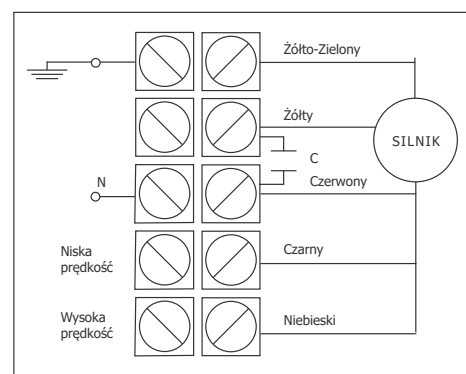 Żółto-Zielony
Żółty
SILNIK
C
N
Czerwony
Niska
prędkość
Czarny
Wysoka
prędkość
Niebieski